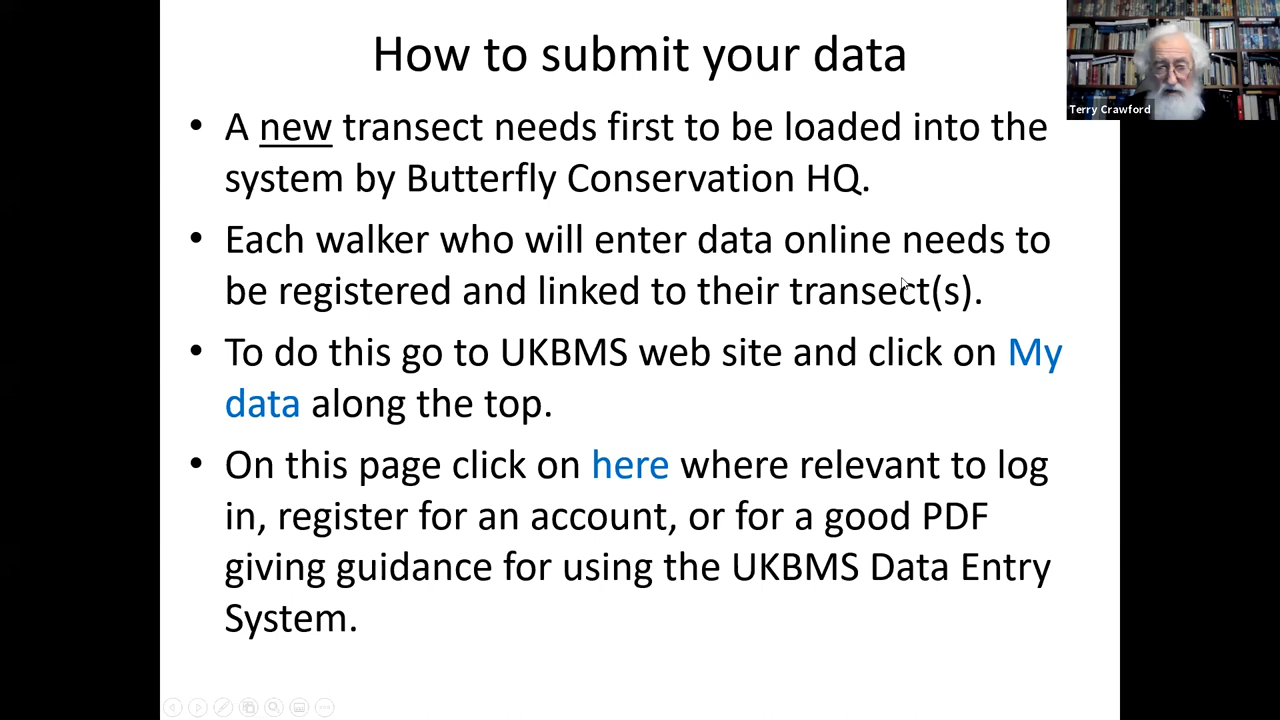 How to submit your data
• A new transect needs first to be loaded into the
system by Butterfly Conservation HQ.
• Each walker who will enter data online needs to
be registered and linked to their transect(s).
• To do this go to UKBMS web site and click on My
data along the top.
• On this page click on here where relevant to log
in, register for an account, or for a good PDF
giving guidance for using the UKBMS Data Entry
System.
Terry Crawford